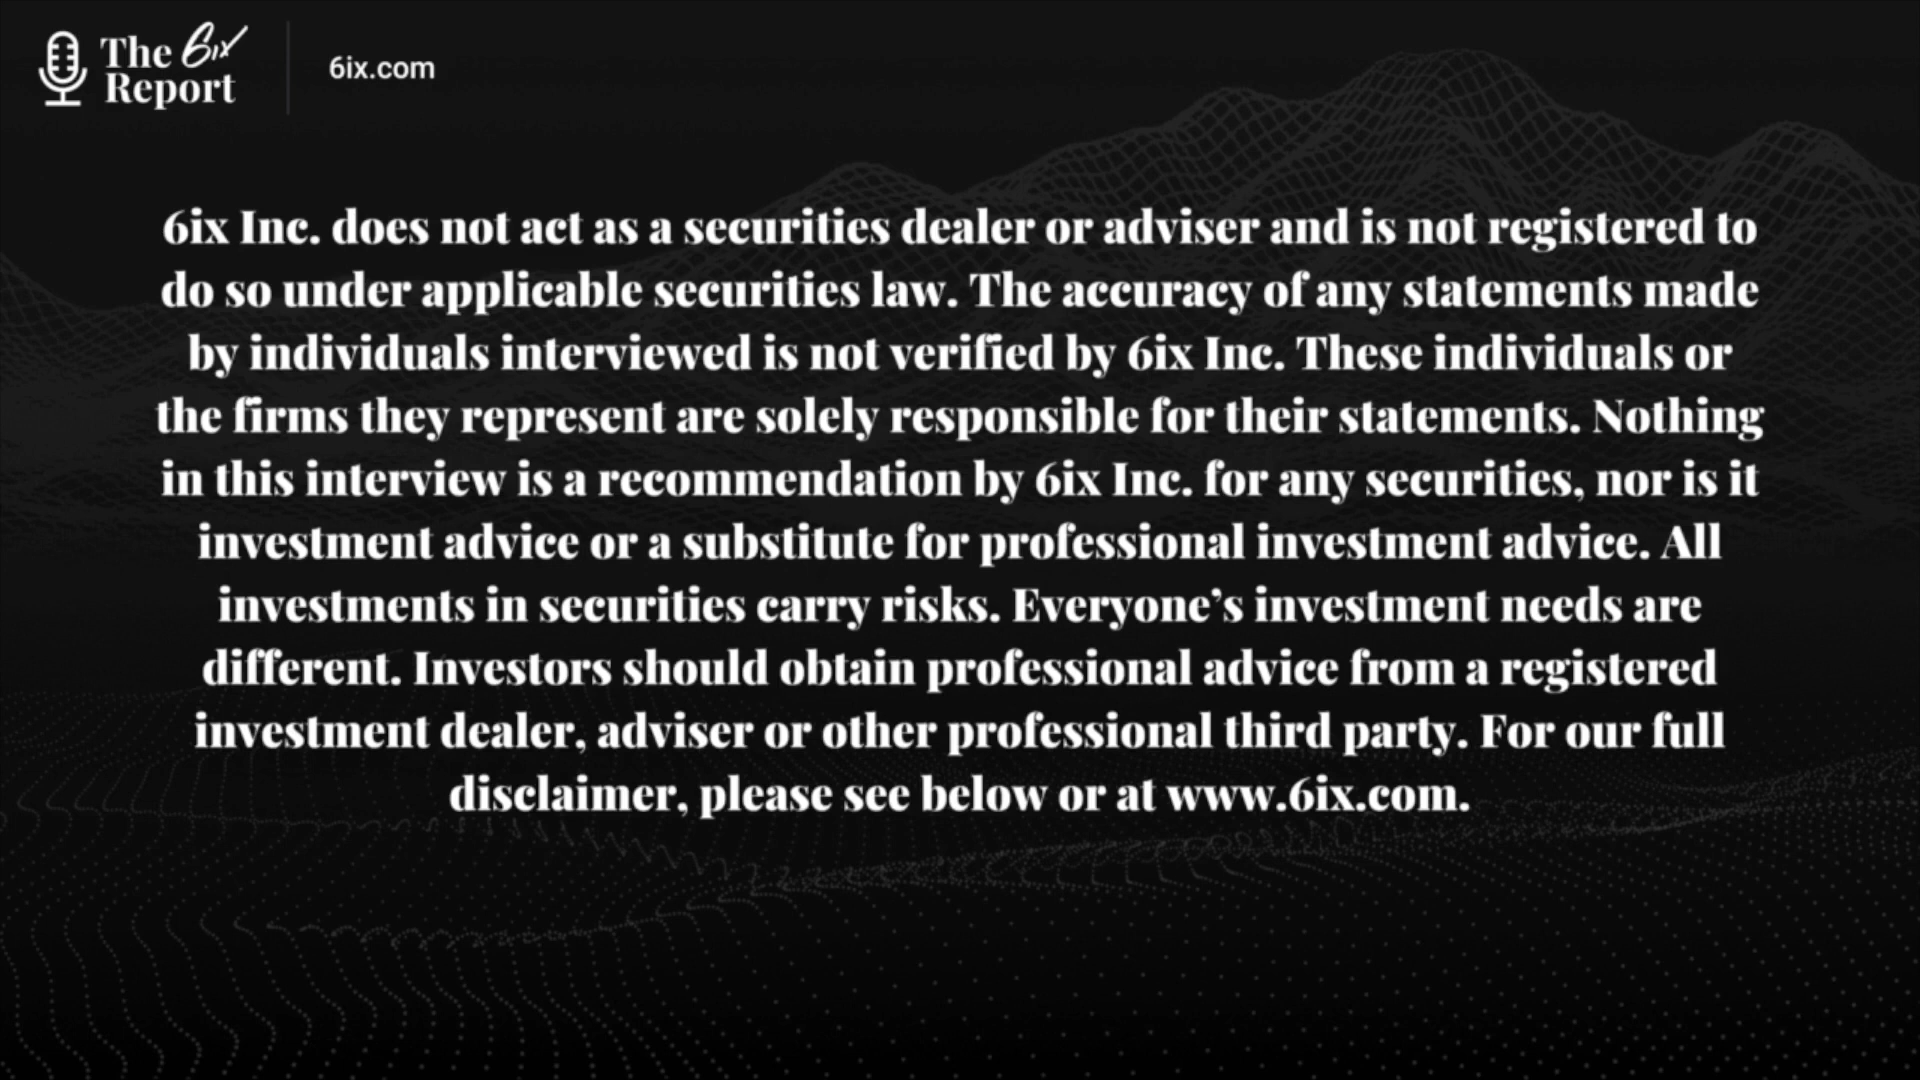 The 6ix
Report
6ix.com
6ix Inc. does not act as a securities dealer or adviser and is not registered to
do so under applicable securities law. The accuracy of any statements made
by individuals interviewed is not verified by 6ix Inc. These individuals or
the firms they represent are solely responsible for their statements. Nothing
in this interview is a recommendation by 6ix Inc. for any securities, nor is it
investment advice or a substitute for professional investment advice. All
investments in securities carry risks. Everyone’s investment needs are
different. Investors should obtain professional advice from a registered
investment dealer, adviser or other professional third party. For our full
disclaimer, please see below or at www.6ix.com.